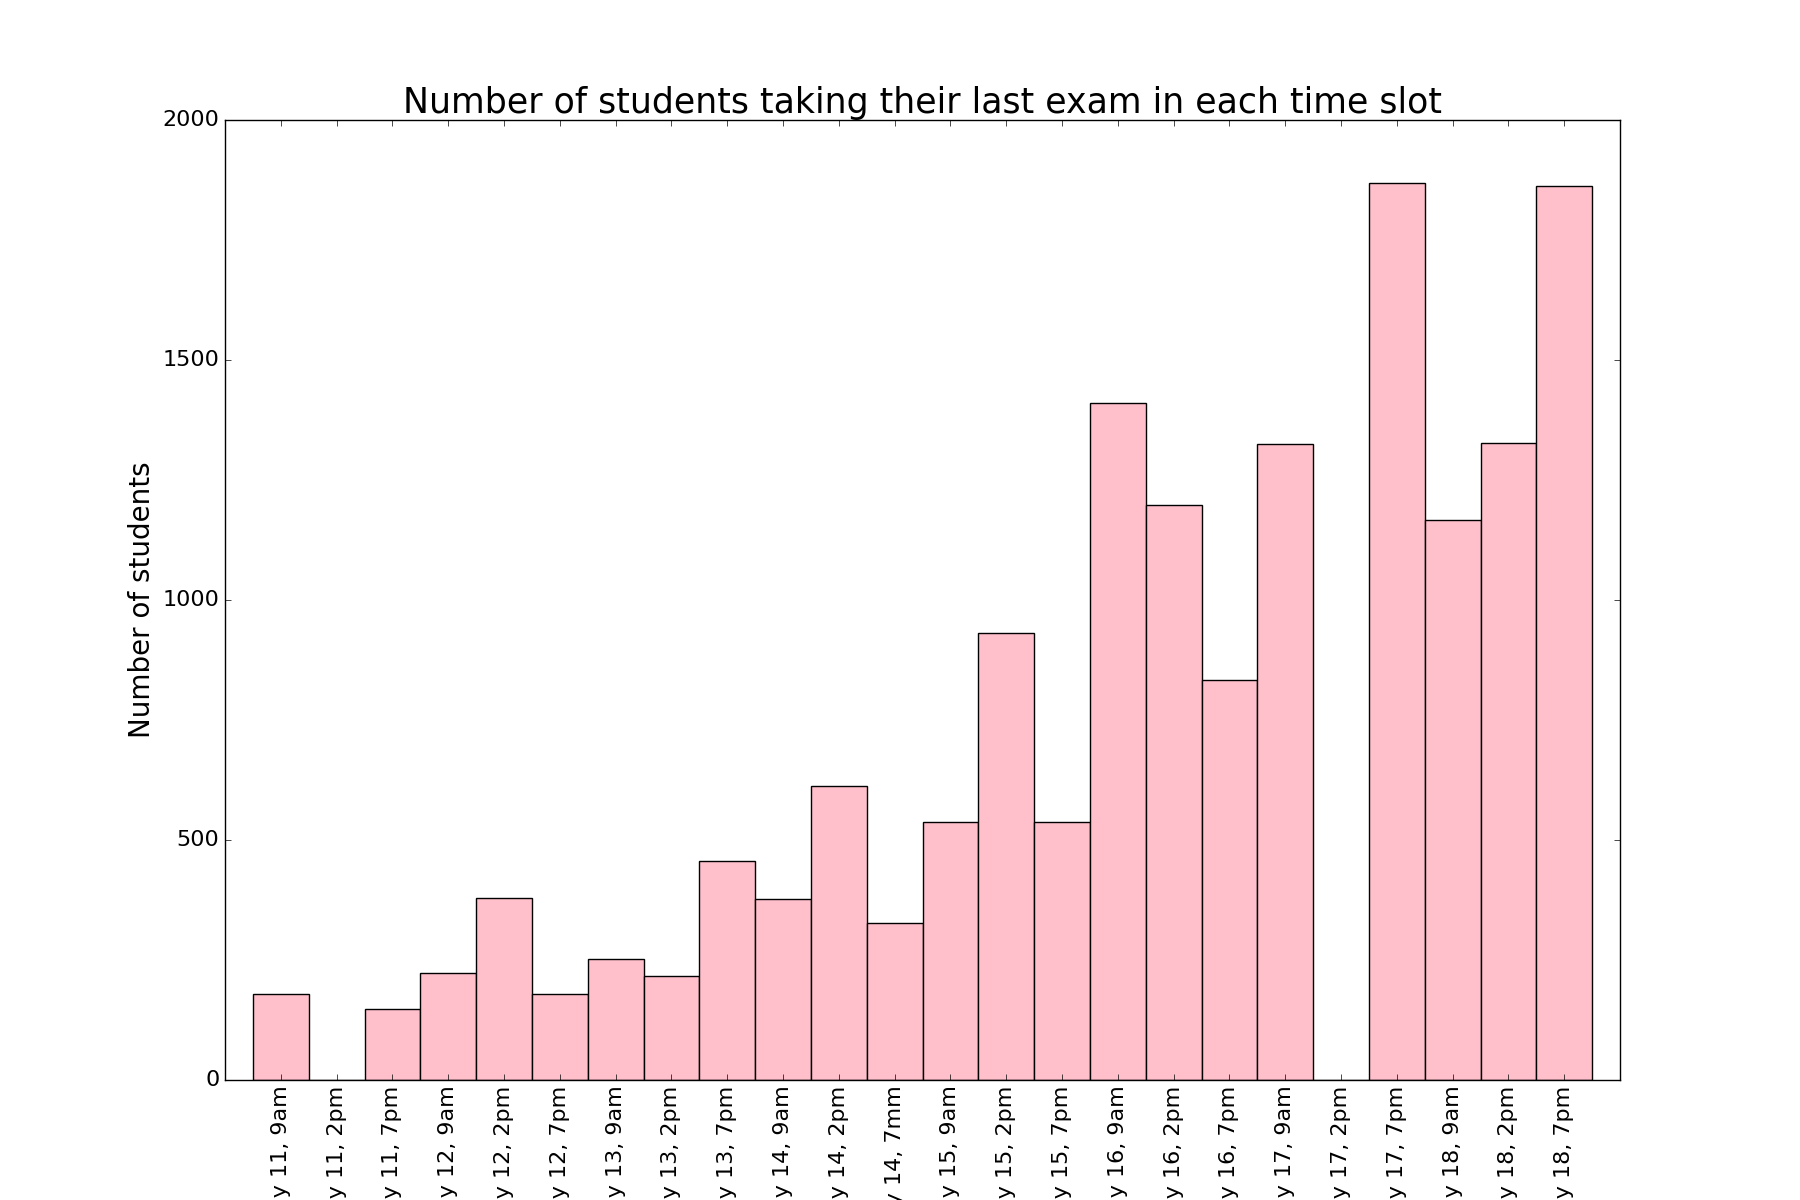 Number of students taking their last exam in each time slot
Number of students
2000
1500
1000
500
0
y 11, 9am
y 11, 2pm
y 11, 7pm
y 12, 9am
y 12, 2pm
y 12, 7pm
y 13, 9am
y 13, 2pm
y 13, 7pm
y 14, 9am
y 14, 2pm
y 14, 7mm
y 15, 9am
y 15, 2pm
y 15, 7pm
y 16, 9am
y 16, 2pm
y 16, 7pm
y 17, 9am
y 17, 2pm
y 17, 7pm
y 18, 9am
y 18, 2pm
y 18, 7pm